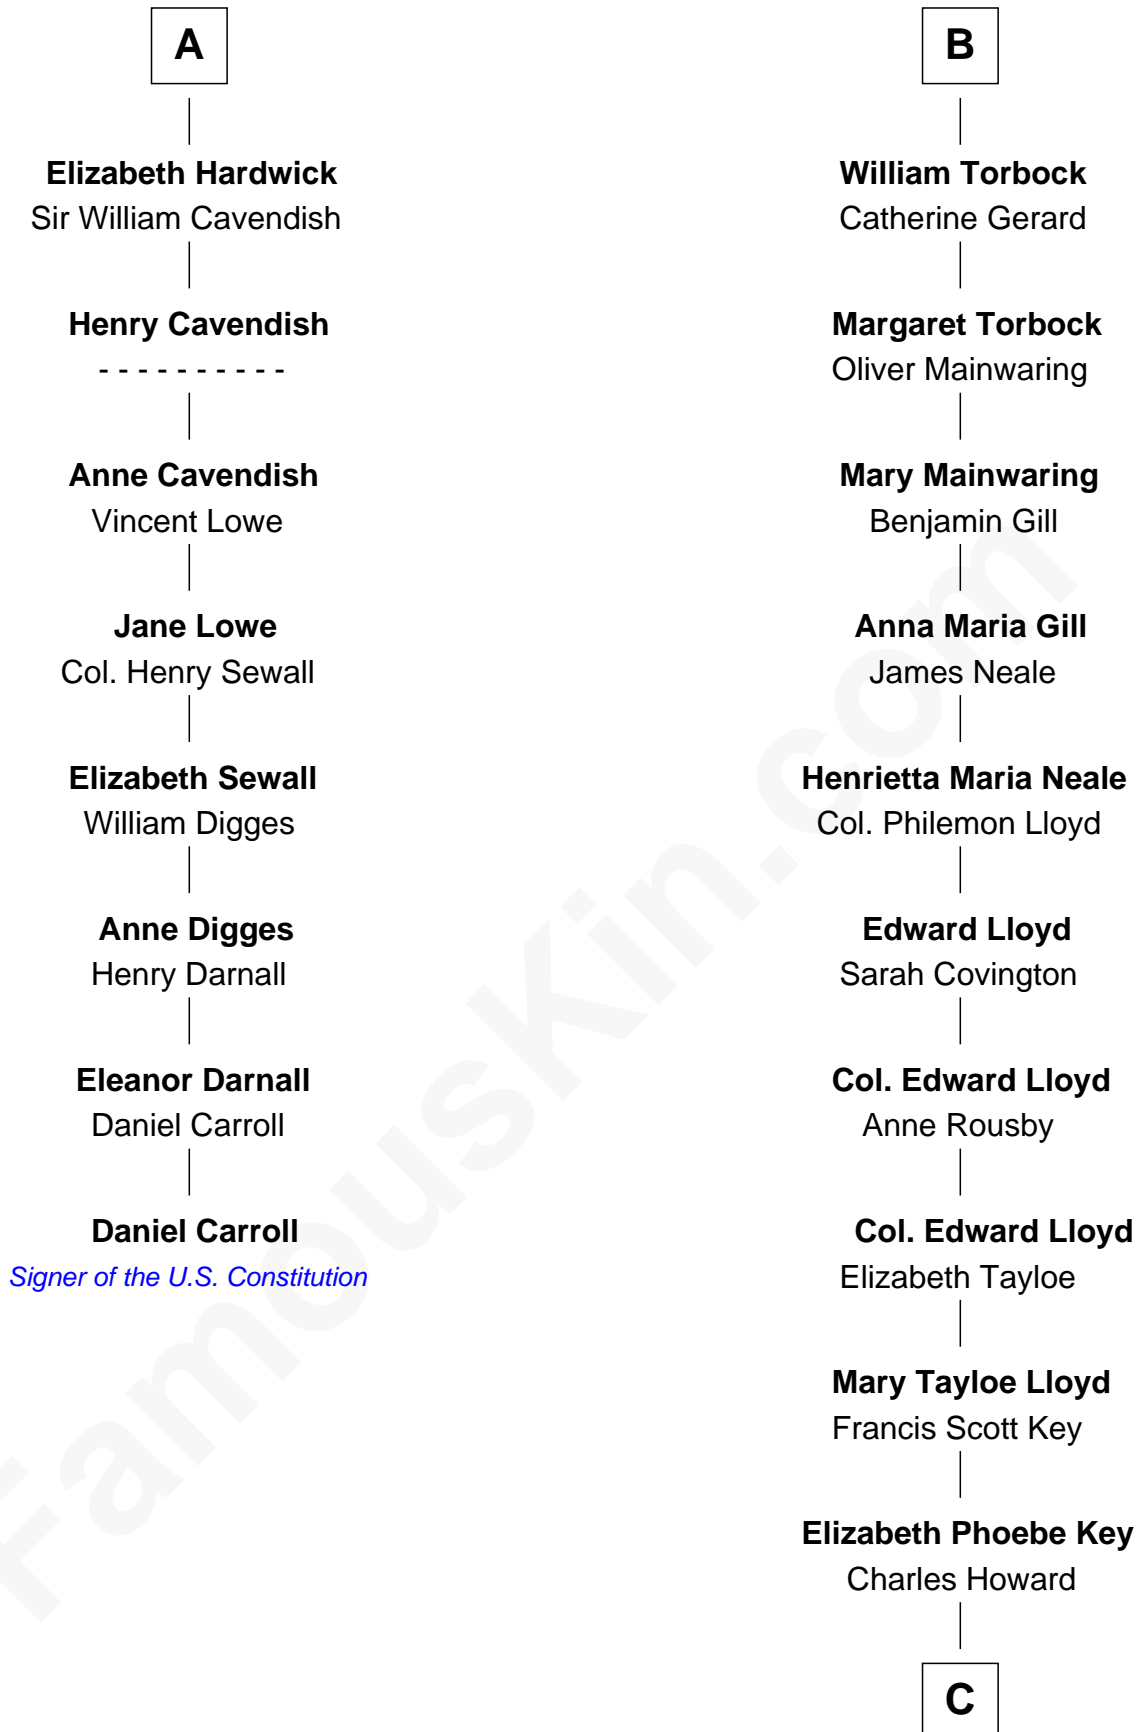 A
Elizabeth Hardwick
Sir William Cavendish
Henry Cavendish
- - - - - - - - - -
Anne Cavendish
Vincent Lowe
Jane Lowe
Col. Henry Sewall
Elizabeth Sewall
William Digges
Anne Digges
Henry Darnall
Eleanor Darnall
Daniel Carroll
Daniel Carroll
Signer of the U.S. Constitution
B
William Torbock
Catherine Gerard
Margaret Torbock
Oliver Mainwaring
Mary Mainwaring
Benjamin Gill
Anna Maria Gill
James Neale
Henrietta Maria Neale
Col. Philemon Lloyd
Edward Lloyd
Sarah Covington
Col. Edward Lloyd
Anne Rousby
Col. Edward Lloyd
Elizabeth Tayloe
Mary Tayloe Lloyd
Francis Scott Key
Elizabeth Phoebe Key
Charles Howard
C
FamousKin.com